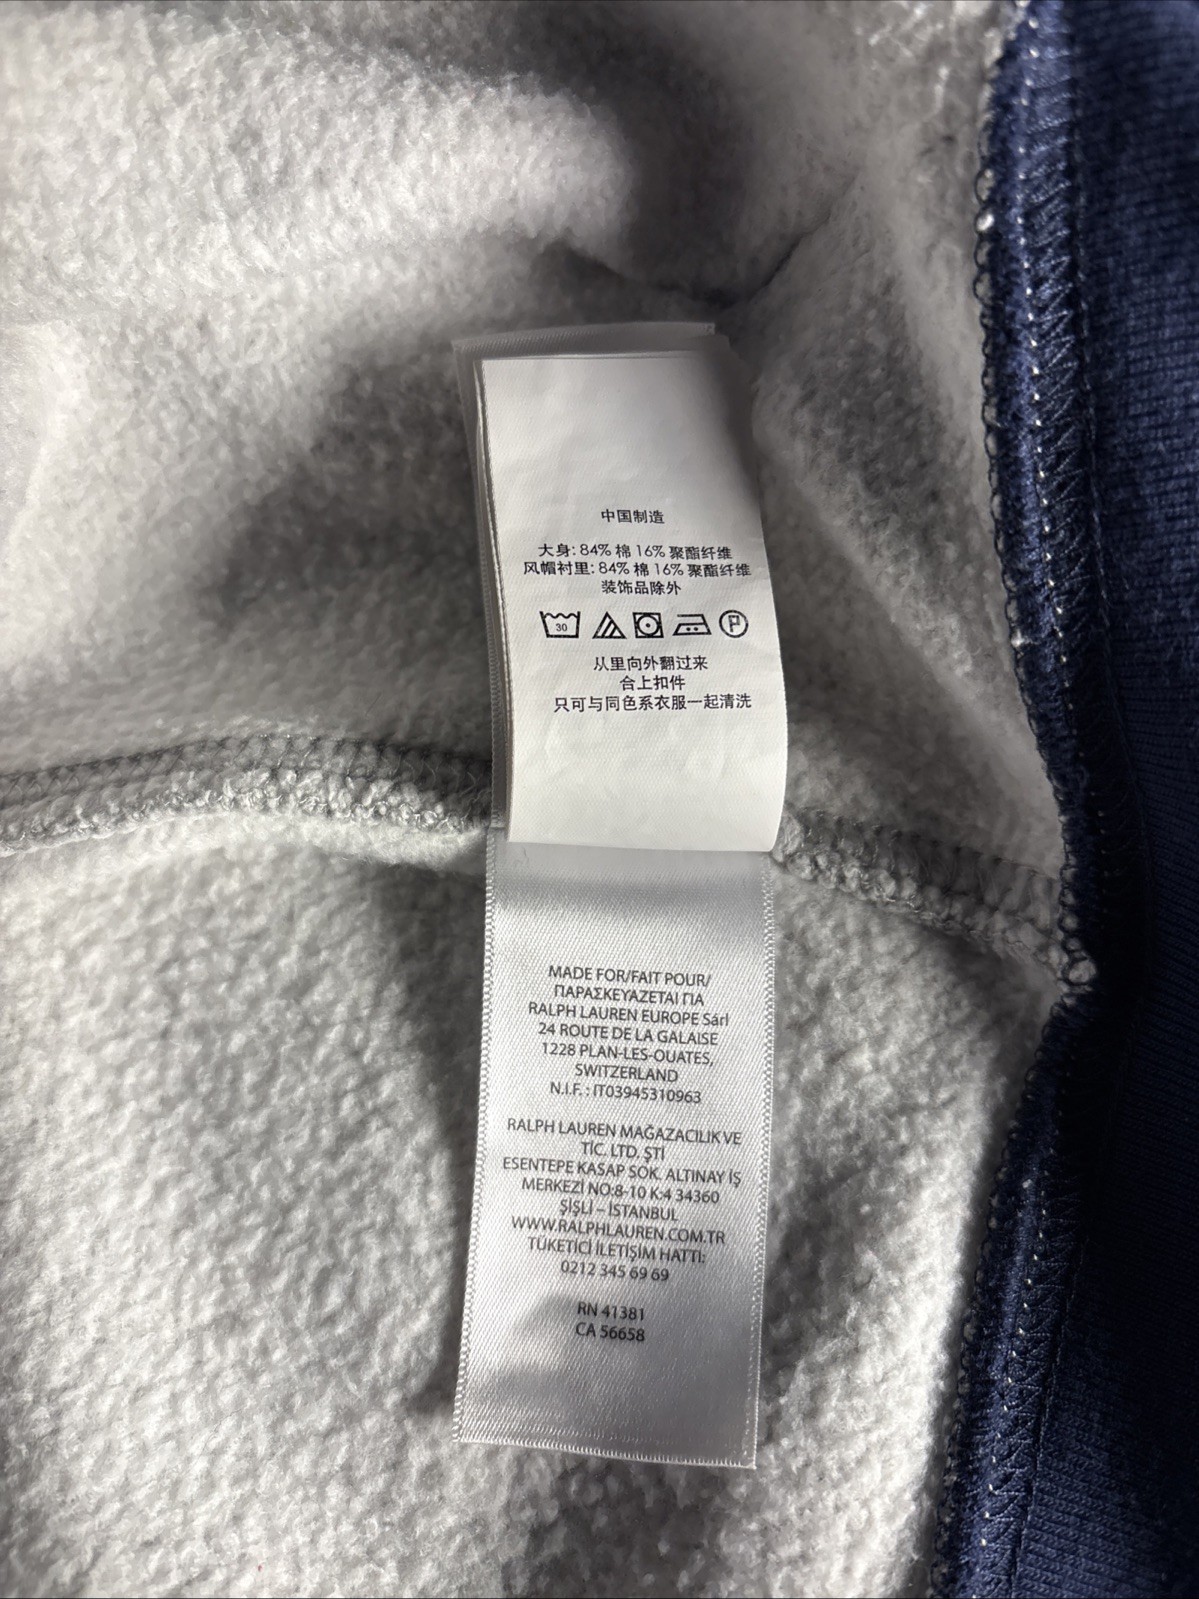 中国制造
大身: 84% 棉 16% 聚酯纤维
风帽衬里: 84% 棉 16% 聚酯纤维
装饰品除外
30 P
从里向外翻过来
合上扣件
只可与同色系衣服一起清洗
MADE FOR/FAIT POUR/
ΠΑΡΑΣΚΕΥΑΖΕΤΑΙ ΓΙΑ
RALPH LAUREN EUROPE Sàrl
24 ROUTE DE LA GALAISE
1228 PLAN-LES-OUATES,
SWITZERLAND
N.I.F. : IT03945310963
RALPH LAUREN MAĞAZACILIK VE
TİC. LTD. ŞTİ
ESENTEPE KASAP SOK. ALTINAY İŞ
MERKEZİ NO:8-10 K:4 34360
ŞİŞLİ – İSTANBUL
WWW.RALPHLAUREN.COM.TR
TÜKETİCİ İLETİŞİM HATTI:
0212 345 69 69
RN 41381
CA 56658